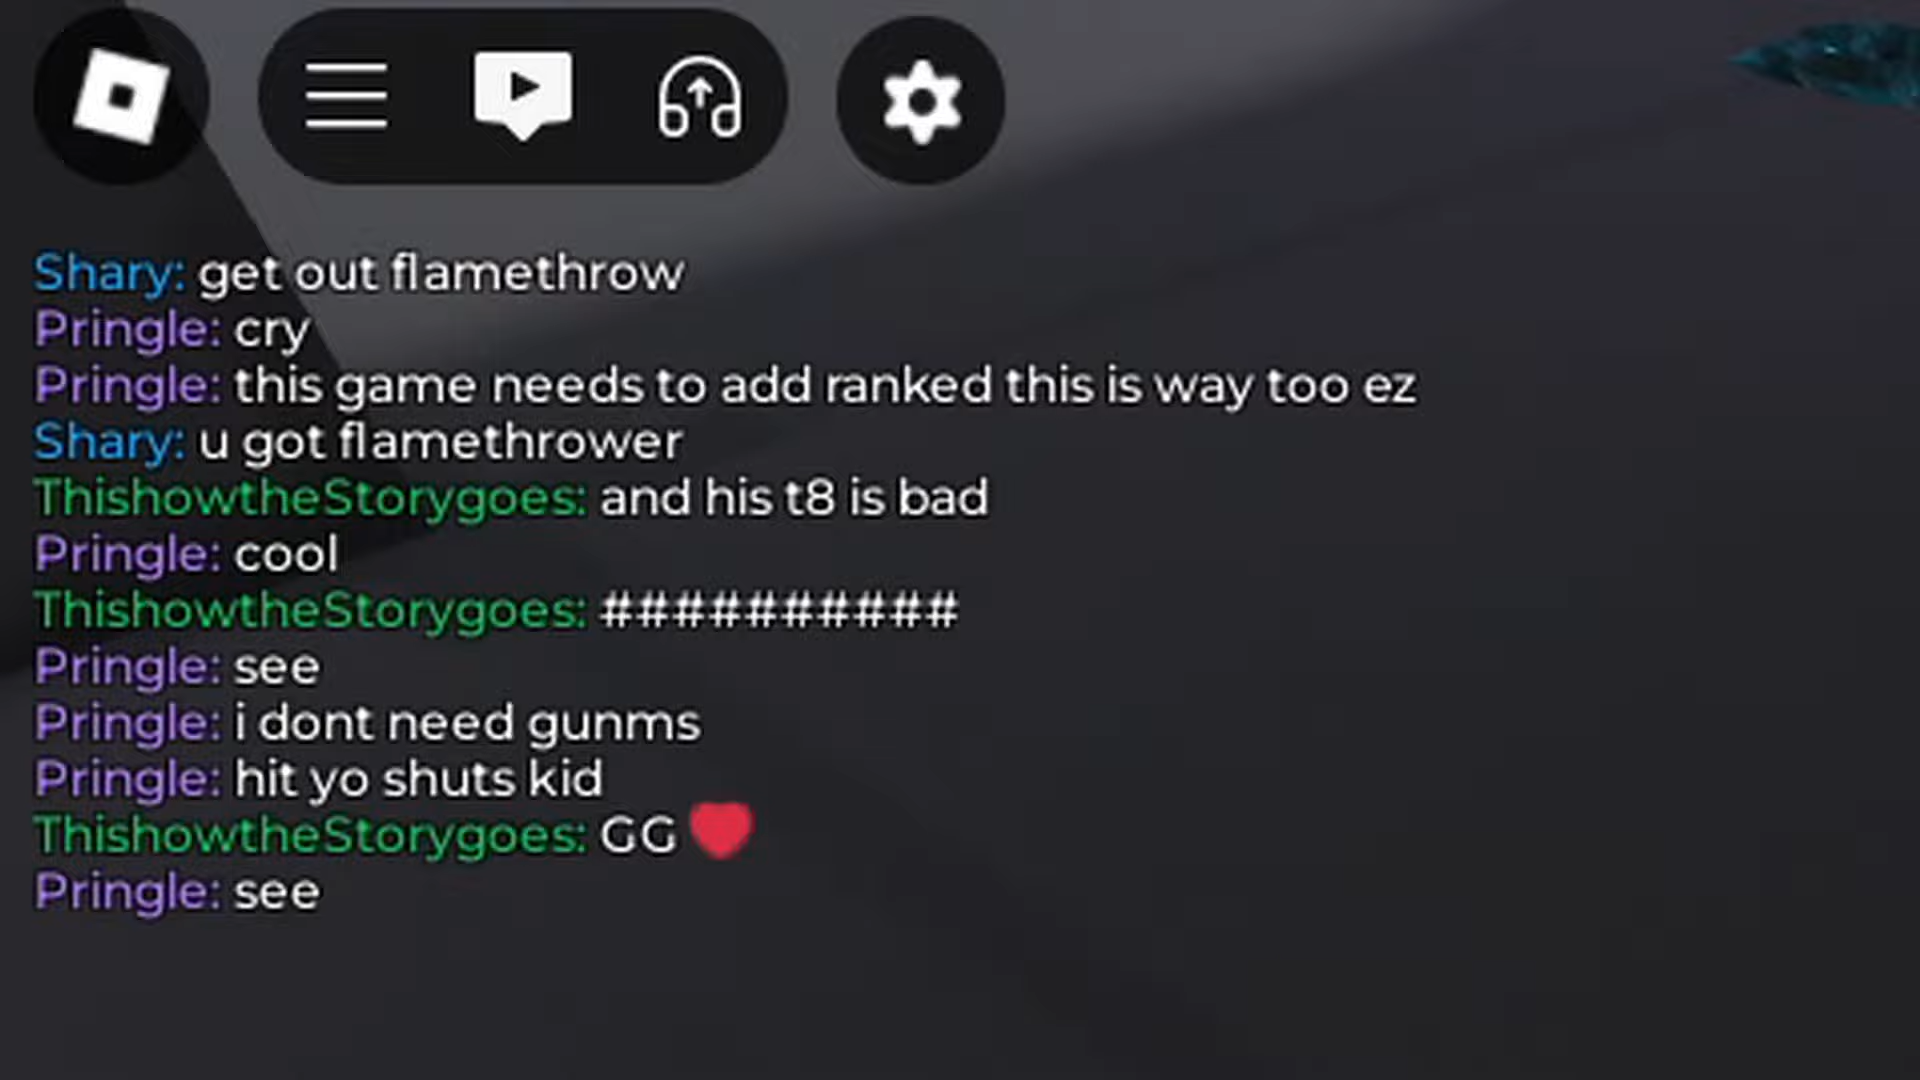 Shary: get out flamethrow
Pringle: cry
Pringle: this game needs to add ranked this is way too ez
Shary: u got flamethrower
ThishowtheStorygoes: and his t8 is bad
Pringle: cool
ThishowtheStorygoes: ##########
Pringle: see
Pringle: i dont need gunms
Pringle: hit yo shuts kid
ThishowtheStorygoes: GG ❤️
Pringle: see